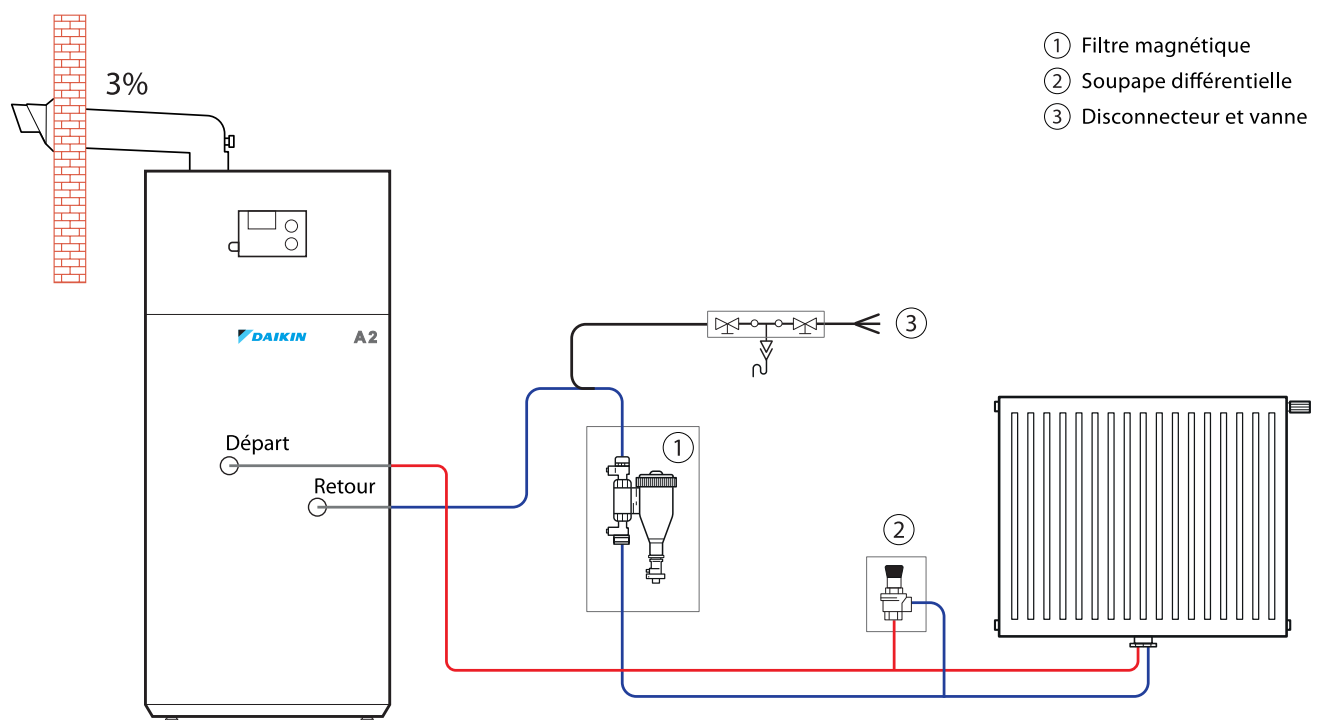 3%
① Filtre magnétique
② Soupape différentielle
③ Disconnecteur et vanne
DAIKIN A2
③
Départ
①
Retour
②